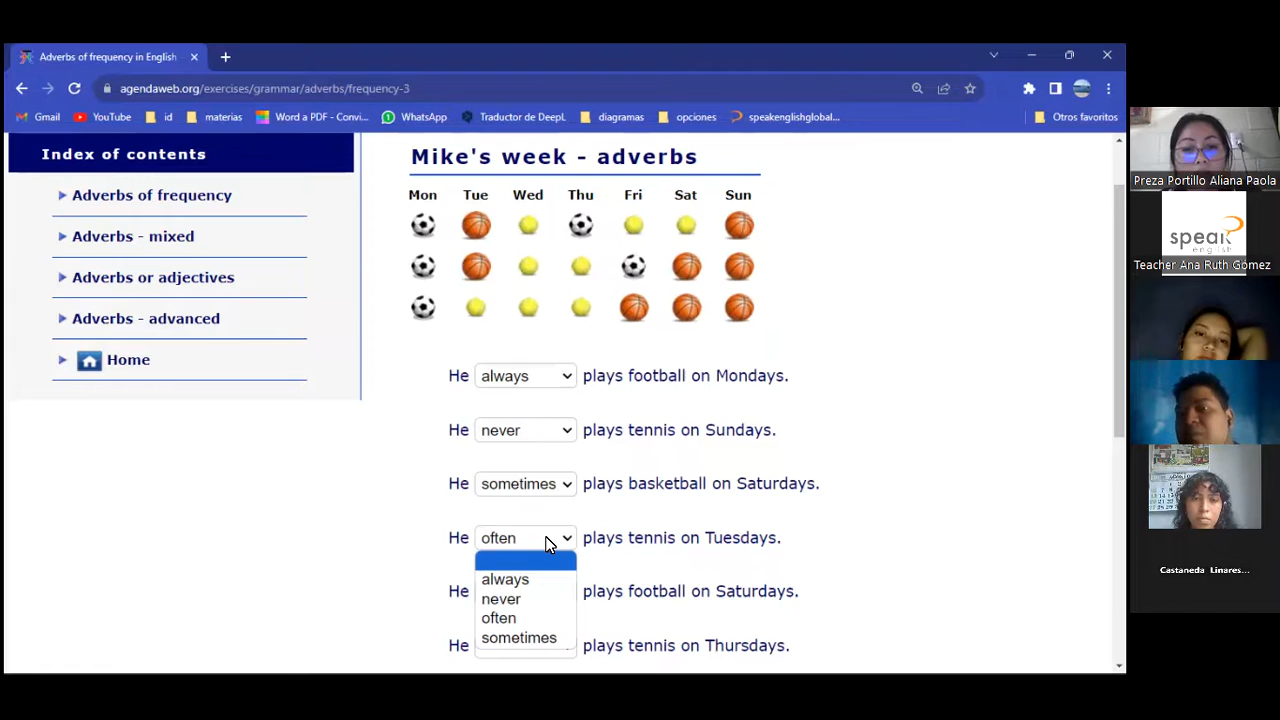 Adverbs of frequency in English
agendaweb.org/exercises/grammar/adverbs/frequency-3
Gmail YouTube id materias Word a PDF - Convi... WhatsApp Traductor de DeepL diagramas opciones speakenglishglobal... Otros favoritos
Index of contents
Adverbs of frequency
Adverbs - mixed
Adverbs or adjectives
Adverbs - advanced
Home
Mike's week - adverbs
Mon Tue Wed Thu Fri Sat Sun
He always plays football on Mondays.
He never plays tennis on Sundays.
He sometimes plays basketball on Saturdays.
He often plays tennis on Tuesdays.
always
never
often
sometimes
He plays football on Saturdays.
He plays tennis on Thursdays.
Preza Portillo Aliana Paola
speak
english
Teacher Ana Ruth Gomez
Castaneda Linares...